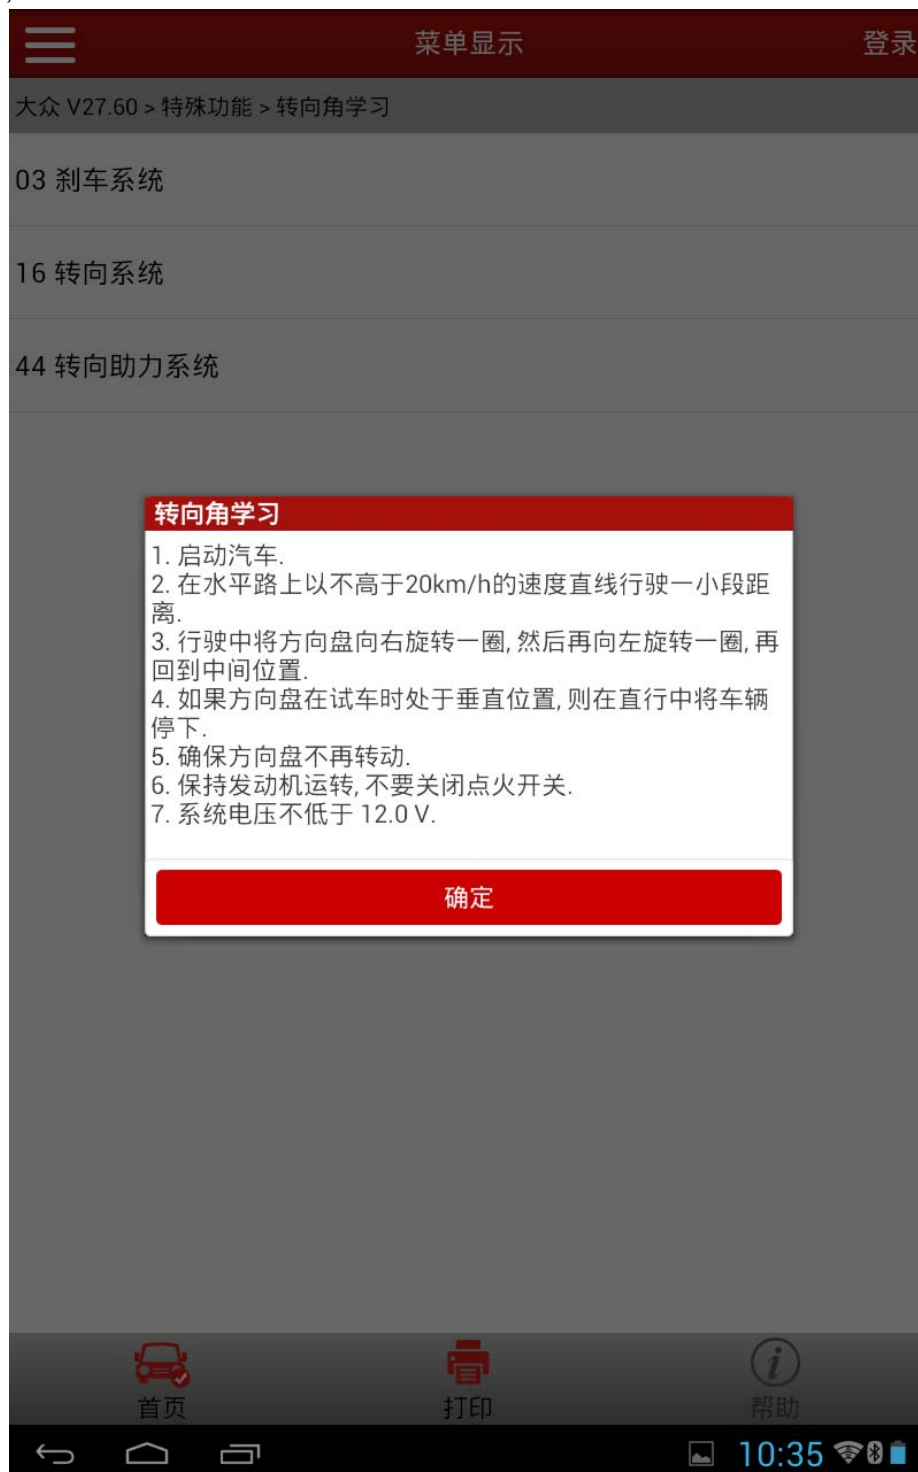 菜单显示
登录
大众 V27.60 > 特殊功能 > 转向角学习
03 刹车系统
16 转向系统
44 转向助力系统
转向角学习
1. 启动汽车.
2. 在水平路上以不高于20km/h的速度直线行驶一小段距
离.
3. 行驶中将方向盘向右旋转一圈, 然后再向左旋转一圈, 再
回到中间位置.
4. 如果方向盘在试车时处于垂直位置, 则在直行中将车辆
停下.
5. 确保方向盘不再转动.
6. 保持发动机运转, 不要关闭点火开关.
7. 系统电压不低于 12.0 V.
确定
首页
打印
帮助
10:35